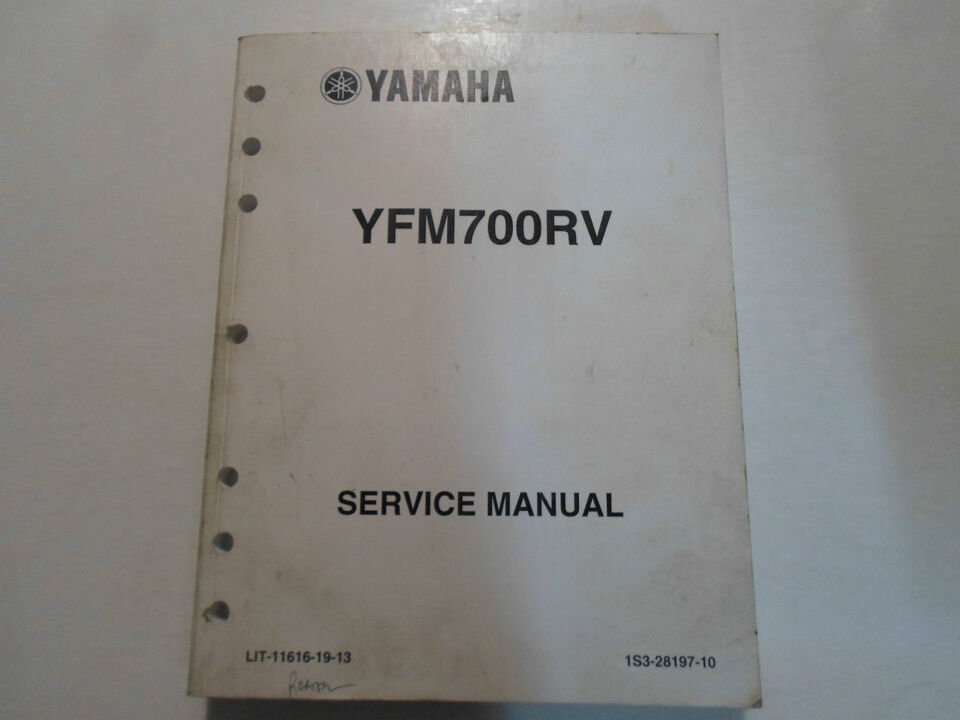 YAMAHA
YFM700RV
SERVICE MANUAL
LIT-11616-19-13
1S3-28197-10